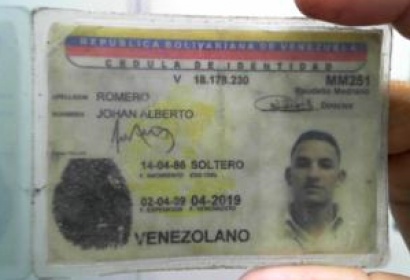 REPUBLICA BOLIVARIANA DE VENEZUELA
CEDULA DE IDENTIDAD
V 18.178.230 MM251
Director
APELLIDOS ROMERO
NOMBRES JOHAN ALBERTO
14-04-86 SOLTERO
F. NACIMIENTO EDO. CIVIL
02-04-09 04-2019
F. EXPEDICION F. VENCIMIENTO
VENEZOLANO